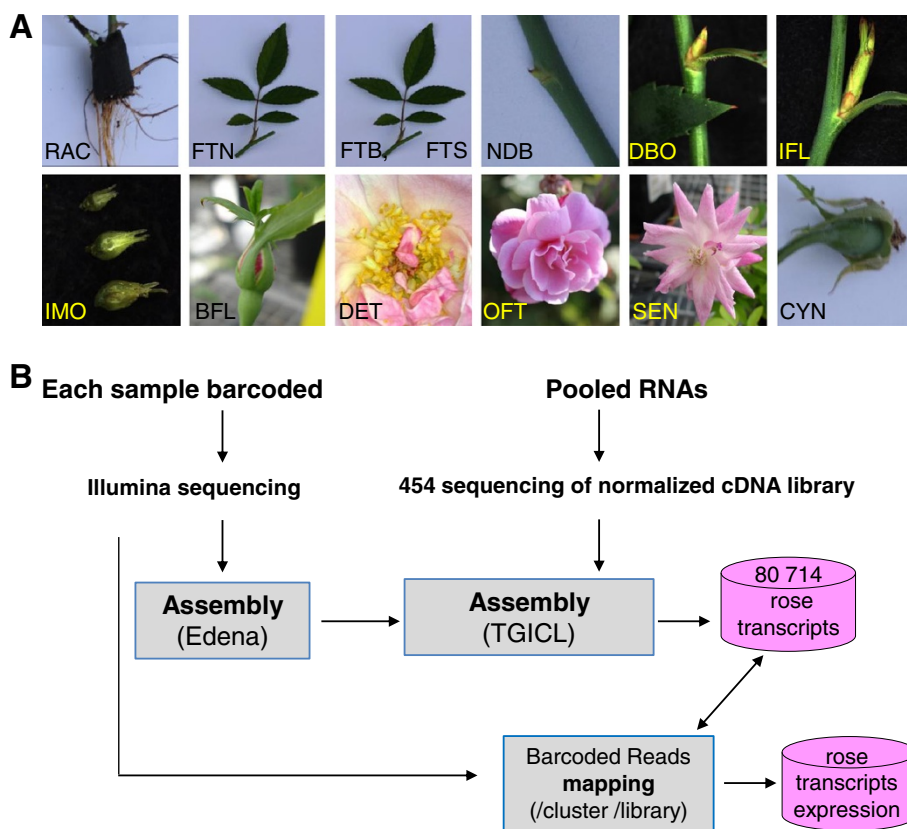 A
RAC
FTN
FTB, FTS
NDB
DBO
IFL
IMO
BFL
DET
OFT
SEN
CYN
B
Each sample barcoded
Pooled RNAs
Illumina sequencing
454 sequencing of normalized cDNA library
Assembly
(Edena)
Assembly
(TGICL)
80 714
rose
transcripts
Barcoded Reads
mapping
(/cluster /library)
rose
transcripts
expression